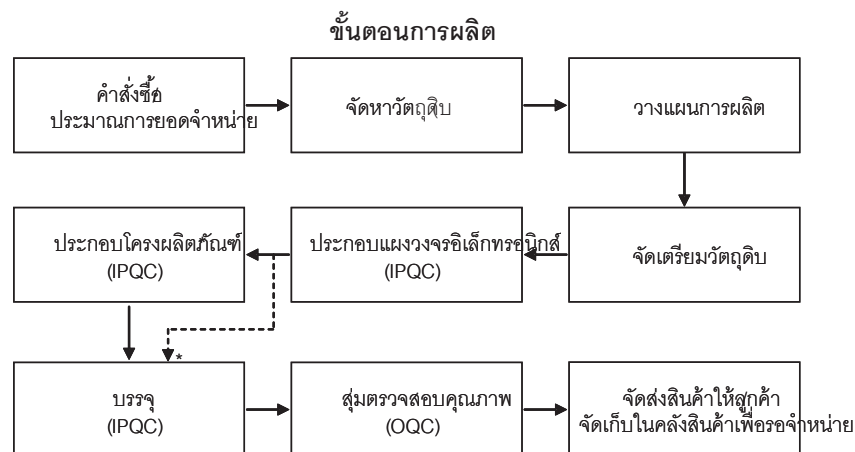 ขั้นตอนการผลิต
คำสั่งซื้อ
ประมาณการยอดจำหน่าย
จัดหาวัตถุดิบ
วางแผนการผลิต
จัดเตรียมวัตถุดิบ
ประกอบแผงวงจรอิเล็กทรอนิกส์
(IPQC)
ประกอบโครงผลิตภัณฑ์
(IPQC)
*
บรรจุ
(IPQC)
สุ่มตรวจสอบคุณภาพ
(OQC)
จัดส่งสินค้าให้ลูกค้า
จัดเก็บในคลังสินค้าเพื่อรอจำหน่าย